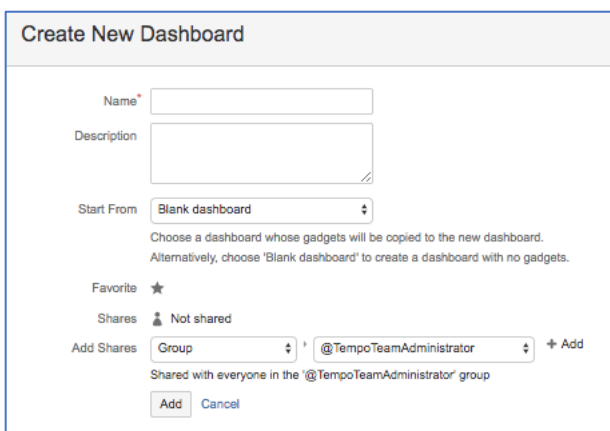 Create New Dashboard
Name*
Description
Start From Blank dashboard
Choose a dashboard whose gadgets will be copied to the new dashboard.
Alternatively, choose 'Blank dashboard' to create a dashboard with no gadgets.
Favorite
Shares Not shared
Add Shares Group @TempoTeamAdministrator + Add
Shared with everyone in the '@TempoTeamAdministrator' group
Add Cancel